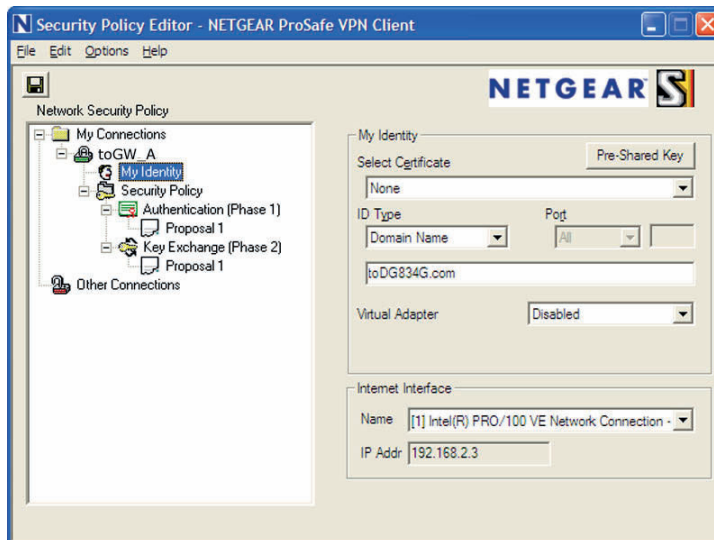 Security Policy Editor - NETGEAR ProSafe VPN Client
File Edit Options Help
NETGEAR
Network Security Policy
My Connections
toGW_A
My Identity
Security Policy
Authentication (Phase 1)
Proposal 1
Key Exchange (Phase 2)
Proposal 1
Other Connections
My Identity
Select Certificate
Pre-Shared Key
None
ID Type
Port
Domain Name
All
toDG834G.com
Virtual Adapter
Disabled
Internet Interface
Name
[1] Intel(R) PRO/100 VE Network Connection -
IP Addr
192.168.2.3